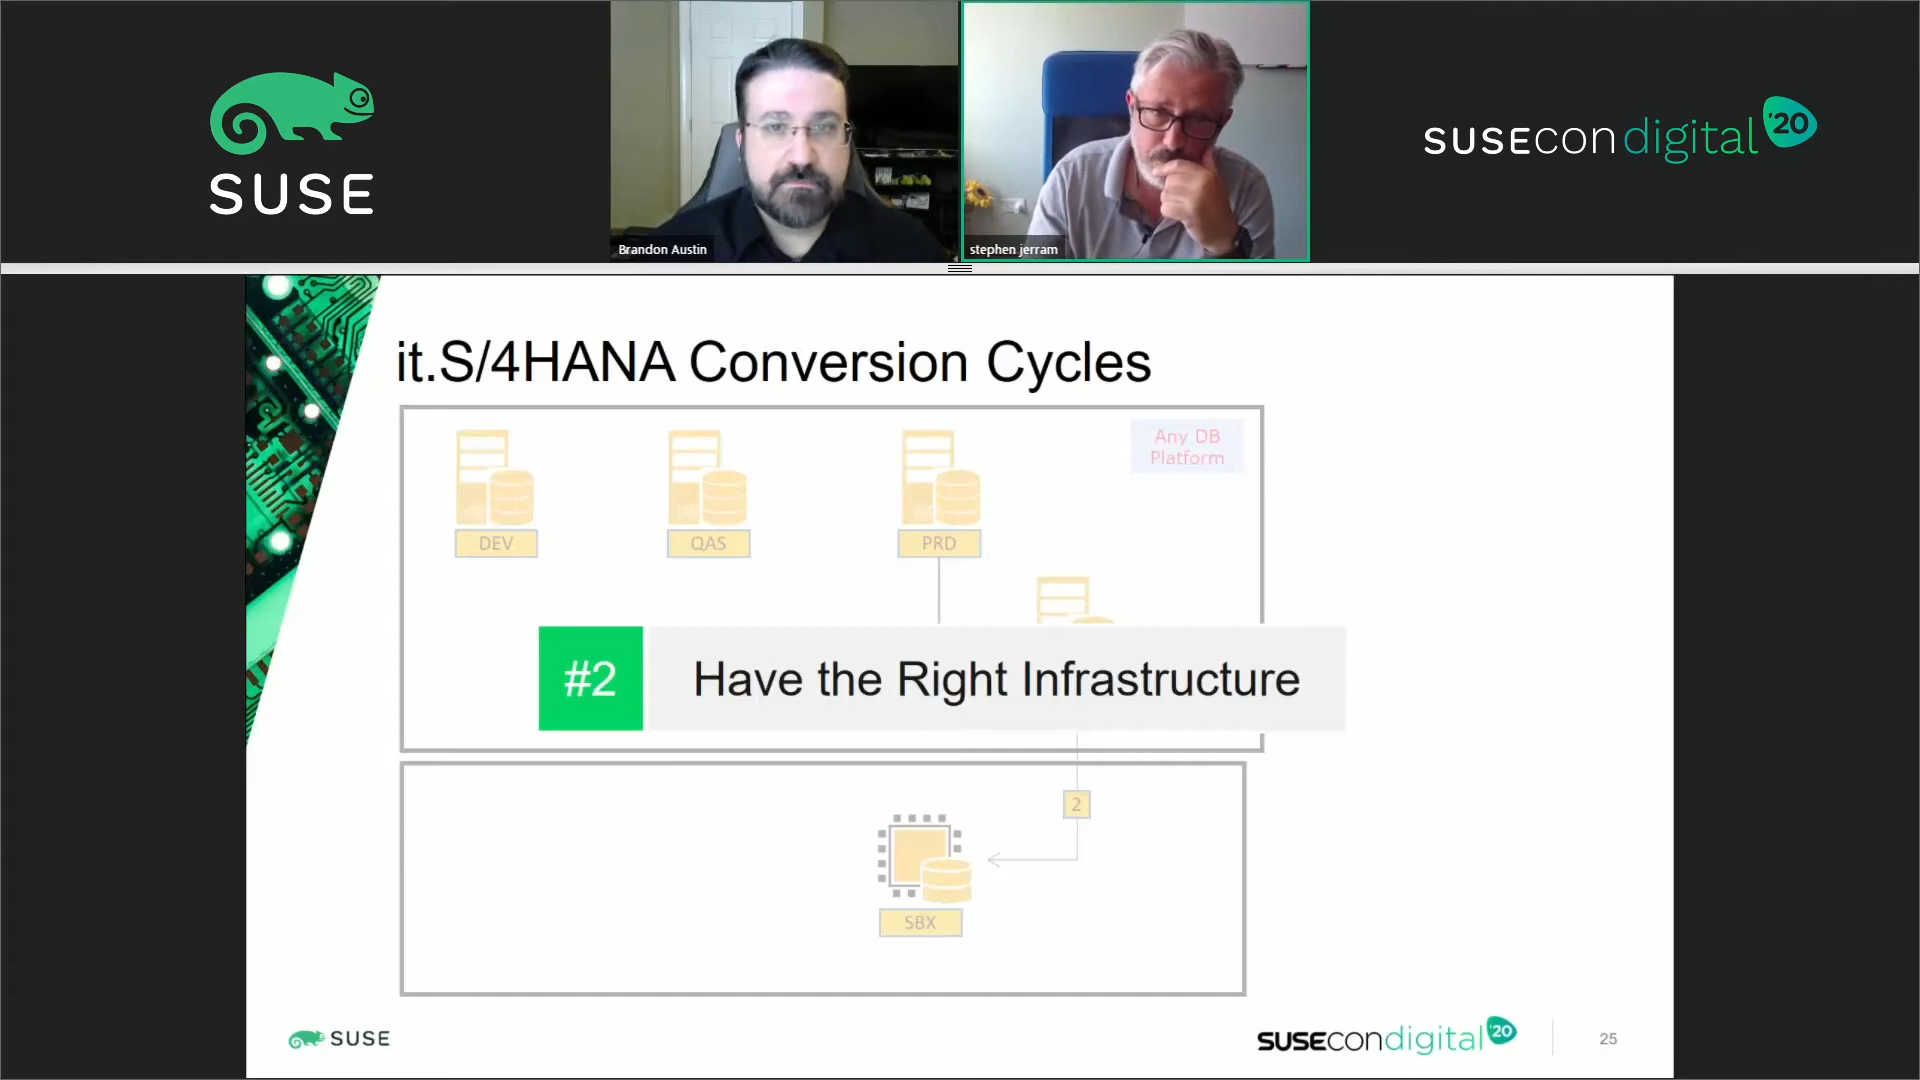 SUSE
SUSEcon digital '20
Brandon Austin
stephen jerram
it.S/4HANA Conversion Cycles
Any DB
Platform
DEV
QAS
PRD
#2
Have the Right Infrastructure
2
SBX
SUSE
SUSEcon digital '20
25